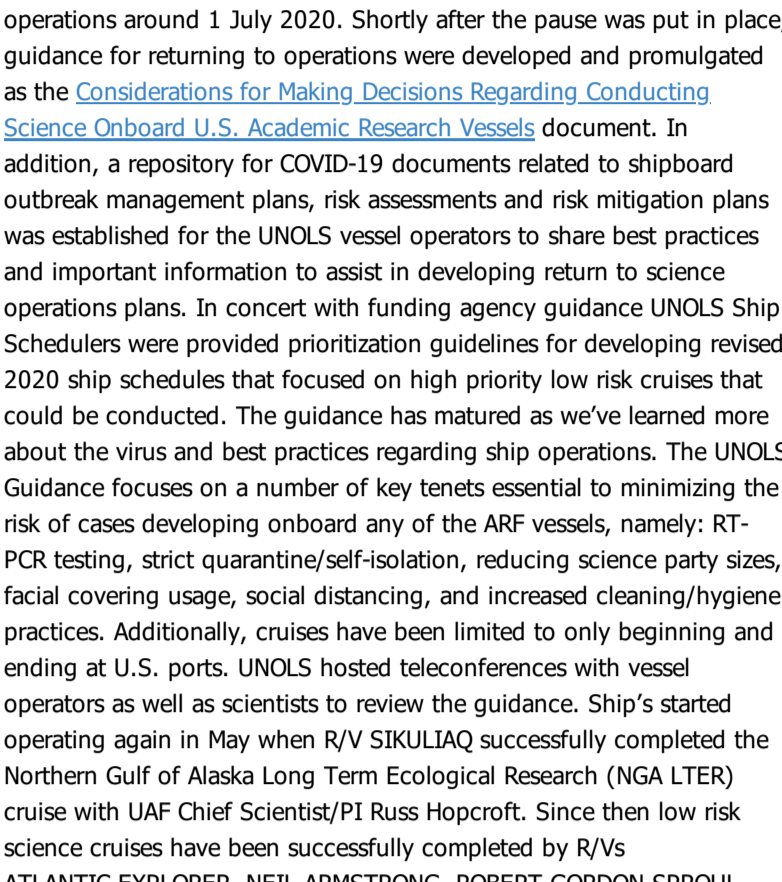 operations around 1 July 2020. Shortly after the pause was put in place,
guidance for returning to operations were developed and promulgated
as the Considerations for Making Decisions Regarding Conducting
Science Onboard U.S. Academic Research Vessels document. In
addition, a repository for COVID-19 documents related to shipboard
outbreak management plans, risk assessments and risk mitigation plans
was established for the UNOLS vessel operators to share best practices
and important information to assist in developing return to science
operations plans. In concert with funding agency guidance UNOLS Ship
Schedulers were provided prioritization guidelines for developing revised
2020 ship schedules that focused on high priority low risk cruises that
could be conducted. The guidance has matured as we’ve learned more
about the virus and best practices regarding ship operations. The UNOLS
Guidance focuses on a number of key tenets essential to minimizing the
risk of cases developing onboard any of the ARF vessels, namely: RT-
PCR testing, strict quarantine/self-isolation, reducing science party sizes,
facial covering usage, social distancing, and increased cleaning/hygiene
practices. Additionally, cruises have been limited to only beginning and
ending at U.S. ports. UNOLS hosted teleconferences with vessel
operators as well as scientists to review the guidance. Ship’s started
operating again in May when R/V SIKULIAQ successfully completed the
Northern Gulf of Alaska Long Term Ecological Research (NGA LTER)
cruise with UAF Chief Scientist/PI Russ Hopcroft. Since then low risk
science cruises have been successfully completed by R/Vs
ATLANTIC EXPLORER, NEIL ARMSTRONG, ROBERT GORDON SPROUL,